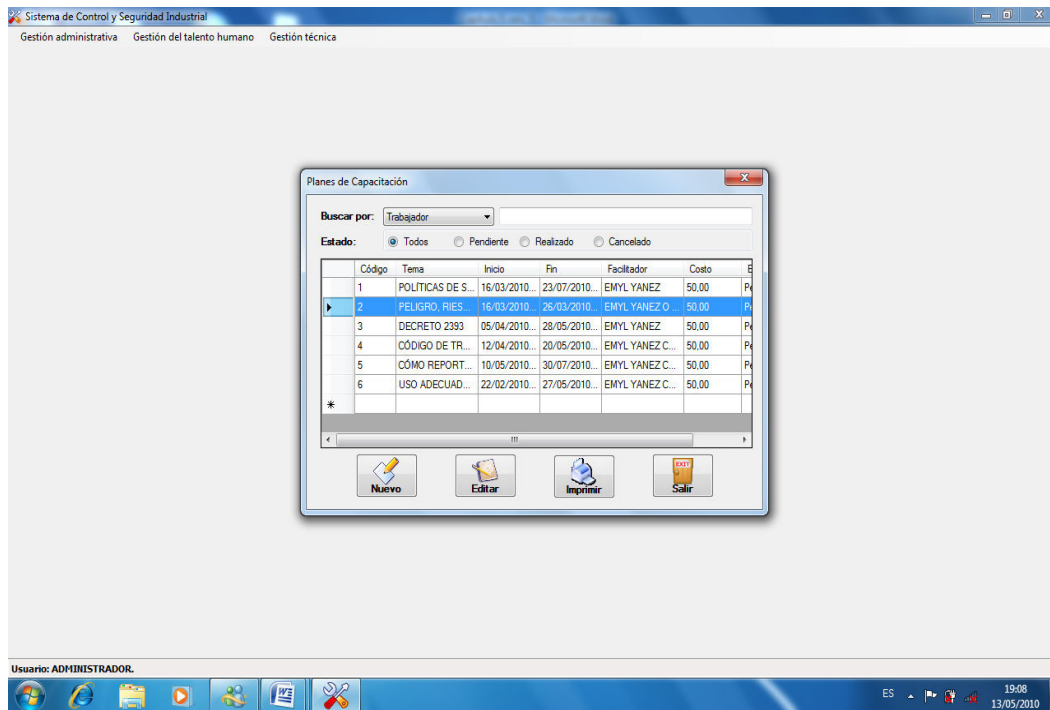 Sistema de Control y Seguridad Industrial
Gestión administrativa Gestión del talento humano Gestión técnica
Planes de Capacitación
Buscar por: Trabajador
Estado: Todos Pendiente Realizado Cancelado
Código Tema Inicio Fin Facilitador Costo E
1 POLÍTICAS DE S... 16/03/2010... 23/07/2010... EMYL YANEZ 50,00 Pe
2 PELIGRO, RIES... 16/03/2010... 26/03/2010... EMYL YANEZ O ... 50,00 Pe
3 DECRETO 2393 05/04/2010... 28/05/2010... EMYL YANEZ 50,00 Pe
4 CÓDIGO DE TR... 12/04/2010... 20/05/2010... EMYL YANEZ C... 50,00 Pe
5 CÓMO REPORT... 10/05/2010... 30/07/2010... EMYL YANEZ C... 50,00 Pe
6 USO ADECUAD... 22/02/2010... 27/05/2010... EMYL YANEZ C... 50,00 Pe
Nuevo Editar Imprimir EXIT Salir
Usuario: ADMINISTRADOR.
ES 19:08
13/05/2010